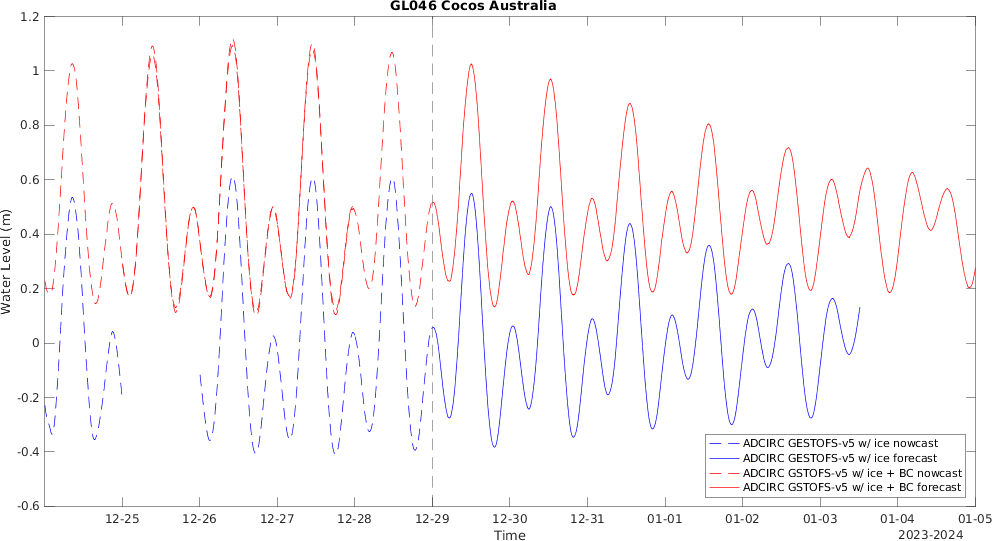 GL046 Cocos Australia
1.2
1
0.8
0.6
0.4
0.2
0
-0.2
-0.4
-0.6
Water Level (m)
12-25 12-26 12-27 12-28 12-29 12-30 12-31 01-01 01-02 01-03 01-04 01-05
Time
2023-2024
ADCIRC GESTOFS-v5 w/ ice nowcast
ADCIRC GESTOFS-v5 w/ ice forecast
ADCIRC GSTOFS-v5 w/ ice + BC nowcast
ADCIRC GSTOFS-v5 w/ ice + BC forecast